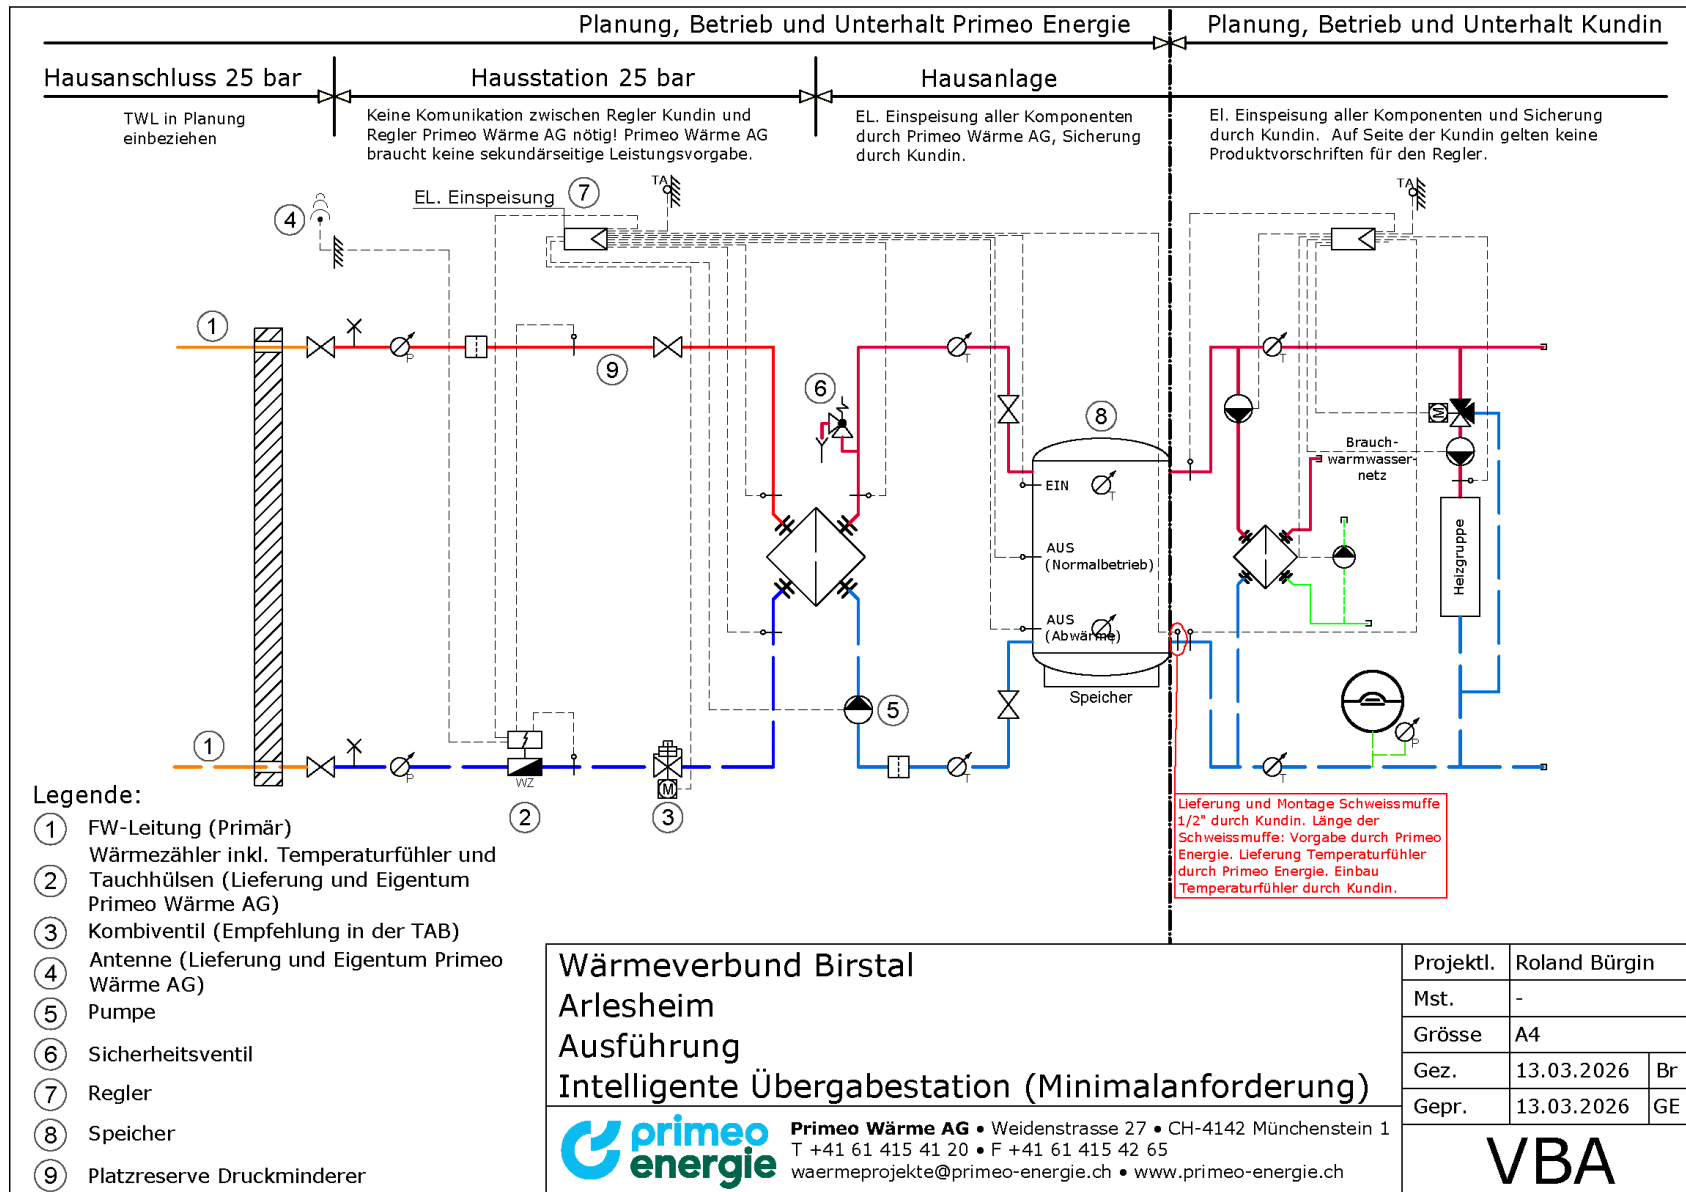 Planung, Betrieb und Unterhalt Primeo Energie
Planung, Betrieb und Unterhalt Kundin
Hausanschluss 25 bar
Hausstation 25 bar
Hausanlage
TWL in Planung
einbeziehen
Keine Komunikation zwischen Regler Kundin und
Regler Primeo Wärme AG nötig! Primeo Wärme AG
braucht keine sekundärseitige Leistungsvorgabe.
EL. Einspeisung aller Komponenten
durch Primeo Wärme AG, Sicherung
durch Kundin.
El. Einspeisung aller Komponenten und Sicherung
durch Kundin. Auf Seite der Kundin gelten keine
Produktvorschriften für den Regler.
EL. Einspeisung
7
TA
TA
4
1
P
9
6
T
8
T
M
Brauch-
warmwasser-
netz
EIN
T
AUS
(Normalbetrieb)
AUS
(Abwärme)
T
Heizgruppe
Speicher
5
1
P
WZ
2
M
3
T
T
P
Lieferung und Montage Schweissmuffe
1/2" durch Kundin. Länge der
Schweissmuffe: Vorgabe durch Primeo
Energie. Lieferung Temperaturfühler
durch Primeo Energie. Einbau
Temperaturfühler durch Kundin.
Legende:
1 FW-Leitung (Primär)
Wärmezähler inkl. Temperaturfühler und
2 Tauchhülsen (Lieferung und Eigentum
Primeo Wärme AG)
3 Kombiventil (Empfehlung in der TAB)
4 Antenne (Lieferung und Eigentum Primeo
Wärme AG)
5 Pumpe
6 Sicherheitsventil
7 Regler
8 Speicher
9 Platzreserve Druckminderer
Wärmeverbund Birstal
Arlesheim
Ausführung
Intelligente Übergabestation (Minimalanforderung)
primeo
energie
Primeo Wärme AG • Weidenstrasse 27 • CH-4142 Münchenstein 1
T +41 61 415 41 20 • F +41 61 415 42 65
waermeprojekte@primeo-energie.ch • www.primeo-energie.ch
Projektl. Roland Bürgin
Mst. -
Grösse A4
Gez. 13.03.2026 Br
Gepr. 13.03.2026 GE
VBA